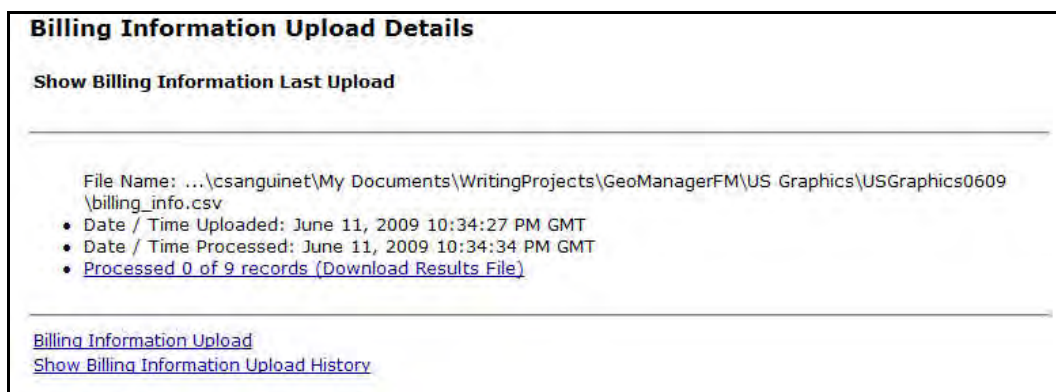 Billing Information Upload Details
Show Billing Information Last Upload
File Name: ...\csanguinet\My Documents\WritingProjects\GeoManagerFM\US Graphics\USGraphics0609
\billing_info.csv
• Date / Time Uploaded: June 11, 2009 10:34:27 PM GMT
• Date / Time Processed: June 11, 2009 10:34:34 PM GMT
• Processed 0 of 9 records (Download Results File)
Billing Information Upload
Show Billing Information Upload History